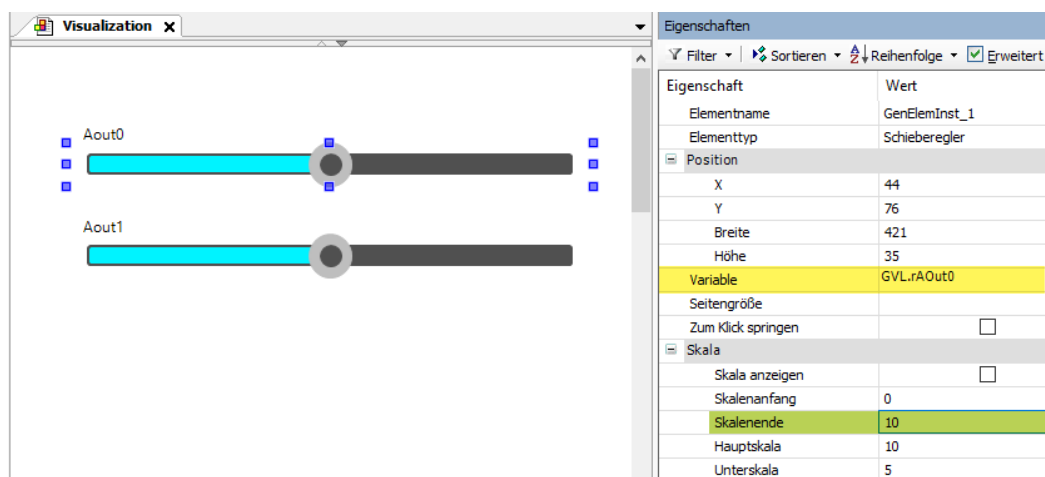 Visualization X
Aout0
Aout1
Eigenschaften
Filter Sortieren Reihenfolge Erweitert
Eigenschaft Wert
Elementname GenElemInst_1
Elementtyp Schieberegler
Position
X 44
Y 76
Breite 421
Höhe 35
Variable GVL.rAOut0
Seitengröße
Zum Klick springen
Skala
Skala anzeigen
Skalenanfang 0
Skalenende 10
Hauptskala 10
Unterskala 5